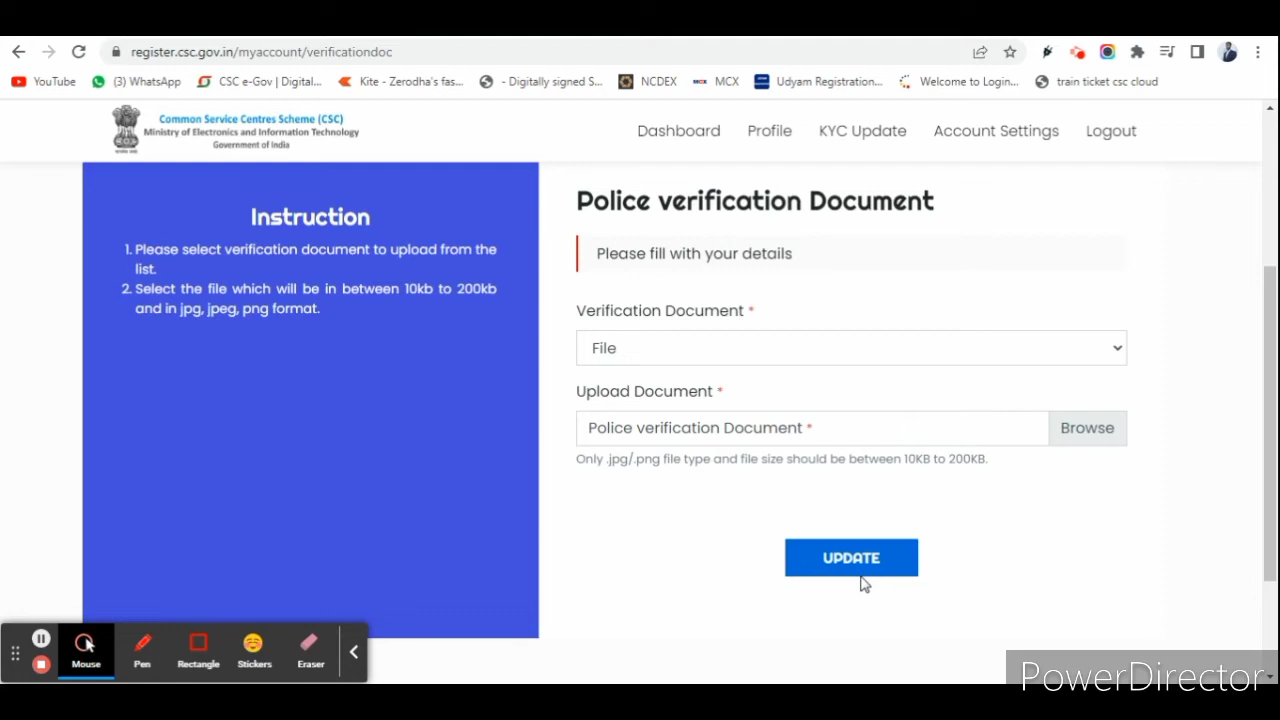 register.csc.gov.in/myaccount/verificationdoc
YouTube
(3) WhatsApp
CSC e-Gov | Digital...
Kite - Zerodha's fas...
- Digitally signed S...
NCDEX
MCX
MCX
Udyam Registration...
Welcome to Login...
train ticket csc cloud
Common Service Centres Scheme (CSC)
Ministry of Electronics and Information Technology
Government of India
Dashboard
Profile
KYC Update
Account Settings
Logout
Instruction
1. Please select verification document to upload from the
list.
2. Select the file which will be in between 10kb to 200kb
and in jpg, jpeg, png format.
Police verification Document
Please fill with your details
Verification Document *
File
Upload Document *
Police verification Document *
Browse
Only .jpg/.png file type and file size should be between 10KB to 200KB.
UPDATE
Mouse
Pen
Rectangle
Stickers
Eraser
PowerDirector